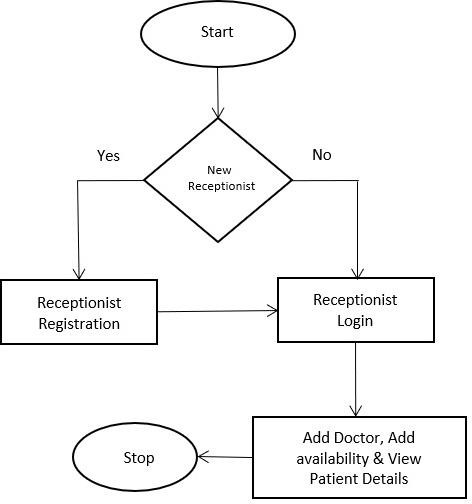 Start
Yes
No
New
Receptionist
Receptionist
Registration
Receptionist
Login
Add Doctor, Add
availability & View
Patient Details
Stop